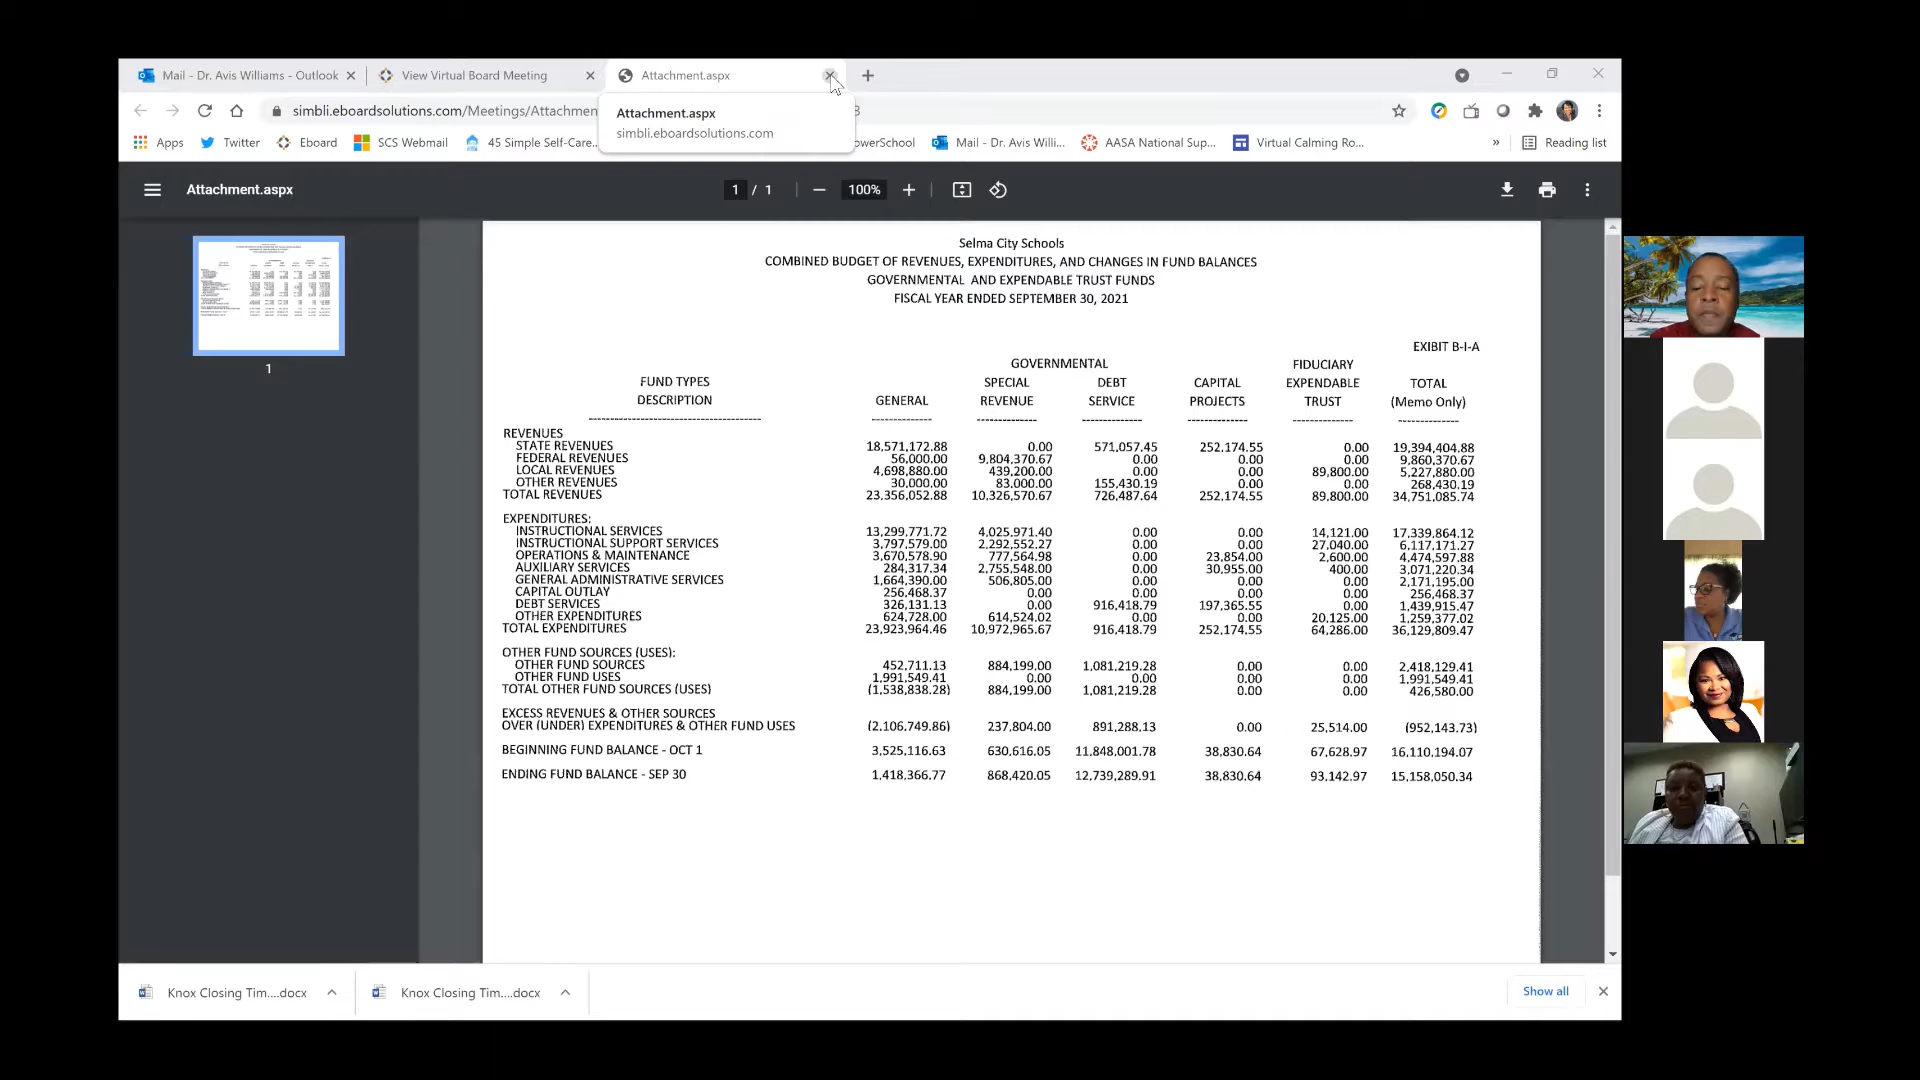 Mail - Dr. Avis Williams - Outlook
View Virtual Board Meeting
Attachment.aspx
simbli.eboardsolutions.com/Meetings/Attachmen
Attachment.aspx
simbli.eboardsolutions.com
3
Apps
Twitter
Eboard
SCS Webmail
45 Simple Self-Care...
owerSchool
Mail - Dr. Avis Willi...
AASA National Sup...
Virtual Calming Ro...
»
Reading list
Attachment.aspx
1 / 1
100%
1
Selma City Schools
COMBINED BUDGET OF REVENUES, EXPENDITURES, AND CHANGES IN FUND BALANCES
GOVERNMENTAL AND EXPENDABLE TRUST FUNDS
FISCAL YEAR ENDED SEPTEMBER 30, 2021
EXIBIT B-I-A
GOVERNMENTAL FIDUCIARY
FUND TYPES SPECIAL DEBT CAPITAL EXPENDABLE TOTAL
DESCRIPTION GENERAL REVENUE SERVICE PROJECTS TRUST (Memo Only)
REVENUES
STATE REVENUES 18,571,172.88 0.00 571,057.45 252,174.55 0.00 19,394,404.88
FEDERAL REVENUES 56,000.00 9,804,370.67 0.00 0.00 0.00 9,860,370.67
LOCAL REVENUES 4,698,880.00 439,200.00 0.00 0.00 89,800.00 5,227,880.00
OTHER REVENUES 30,000.00 83,000.00 155,430.19 0.00 0.00 268,430.19
TOTAL REVENUES 23,356,052.88 10,326,570.67 726,487.64 252,174.55 89,800.00 34,751,085.74
EXPENDITURES:
INSTRUCTIONAL SERVICES 13,299,771.72 4,025,971.40 0.00 0.00 14,121.00 17,339,864.12
INSTRUCTIONAL SUPPORT SERVICES 3,797,579.00 2,292,552.27 0.00 0.00 27,040.00 6,117,171.27
OPERATIONS & MAINTENANCE 3,670,578.90 777,564.98 0.00 23,854.00 2,600.00 4,474,597.88
AUXILIARY SERVICES 284,317.34 2,755,548.00 0.00 30,955.00 400.00 3,071,220.34
GENERAL ADMINISTRATIVE SERVICES 1,664,390.00 506,805.00 0.00 0.00 0.00 2,171,195.00
CAPITAL OUTLAY 256,468.37 0.00 0.00 0.00 0.00 256,468.37
DEBT SERVICES 326,131.13 0.00 916,418.79 197,365.55 0.00 1,439,915.47
OTHER EXPENDITURES 624,728.00 614,524.02 0.00 0.00 20,125.00 1,259,377.02
TOTAL EXPENDITURES 23,923,964.46 10,972,965.67 916,418.79 252,174.55 64,286.00 36,129,809.47
OTHER FUND SOURCES (USES):
OTHER FUND SOURCES 452,711.13 884,199.00 1,081,219.28 0.00 0.00 2,418,129.41
OTHER FUND USES 1,991,549.41 0.00 0.00 0.00 0.00 1,991,549.41
TOTAL OTHER FUND SOURCES (USES) (1,538,838.28) 884,199.00 1,081,219.28 0.00 0.00 426,580.00
EXCESS REVENUES & OTHER SOURCES
OVER (UNDER) EXPENDITURES & OTHER FUND USES (2,106,749.86) 237,804.00 891,288.13 0.00 25,514.00 (952,143.73)
BEGINNING FUND BALANCE - OCT 1 3,525,116.63 630,616.05 11,848,001.78 38,830.64 67,628.97 16,110,194.07
ENDING FUND BALANCE - SEP 30 1,418,366.77 868,420.05 12,739,289.91 38,830.64 93,142.97 15,158,050.34
Knox Closing Tim....docx
Knox Closing Tim....docx
Show all